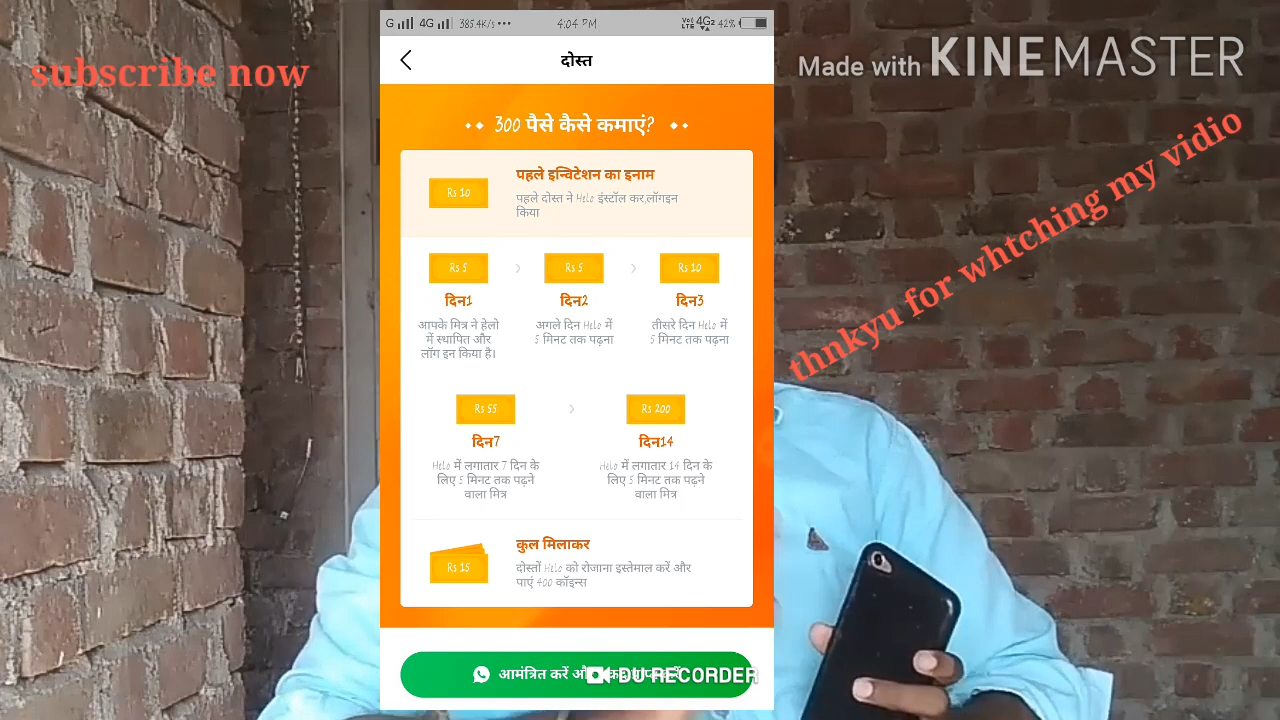 G 4G 385.4K/s ••• 4:04 PM VoLTE 4G2 42%
subscribe now
Made with KINEMASTER
दोस्त
thnkyu for whtching my vidio
300 पैसे कैसे कमाएं?
Rs 10
पहले इन्विटेशन का इनाम
पहले दोस्त ने Helo इंस्टॉल कर,लॉगइन
किया
Rs 5 Rs 5 Rs 10
दिन1 दिन2 दिन3
आपके मित्र ने हेलो
में स्थापित और
लॉग इन किया है।
अगले दिन Helo में
5 मिनट तक पढ़ना
तीसरे दिन Helo में
5 मिनट तक पढ़ना
Rs 55 Rs 200
दिन7 दिन14
Helo में लगातार 7 दिन के
लिए 5 मिनट तक पढ़ने
वाला मित्र
Helo में लगातार 14 दिन के
लिए 5 मिनट तक पढ़ने
वाला मित्र
Rs 15
कुल मिलाकर
दोस्तों Helo को रोजाना इस्तेमाल करें और
पाएं 400 कॉइन्स
आमंत्रित करें
DU RECORDER